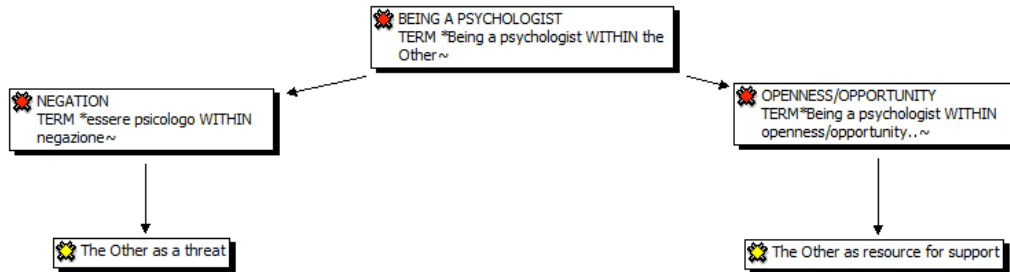 BEING A PSYCHOLOGIST
TERM *Being a psychologist WITHIN the
Other~
NEGATION
TERM *essere psicologo WITHIN
negazione~
OPENNESS/OPPORTUNITY
TERM*Being a psychologist WITHIN
openness/opportunity..~
The Other as a threat
The Other as resource for support